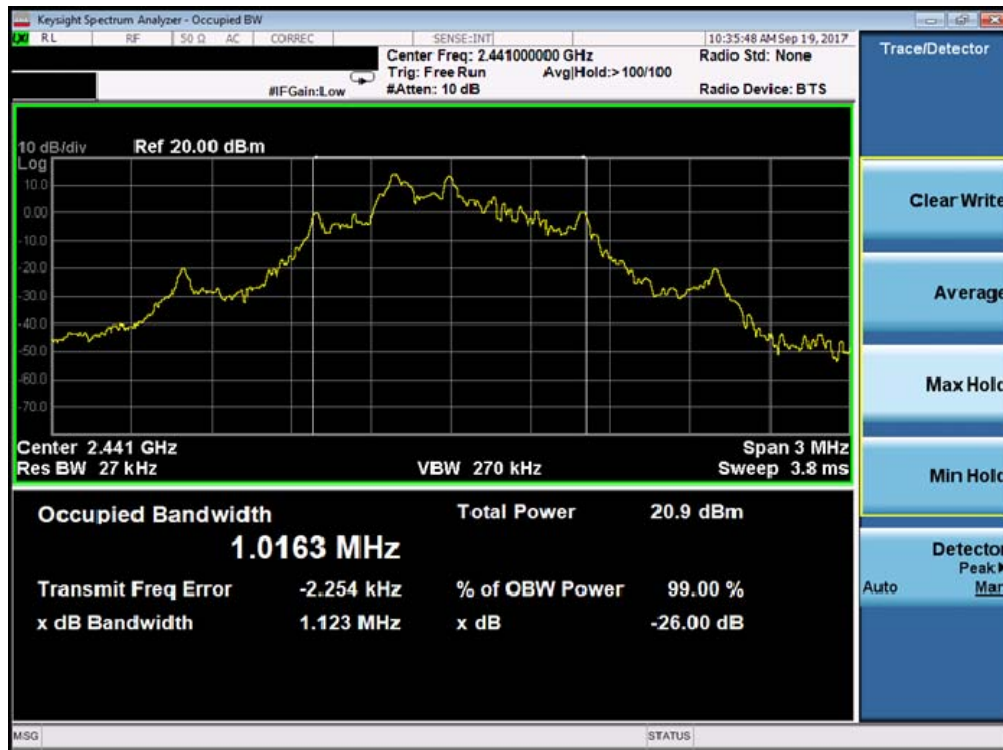 Keysight Spectrum Analyzer - Occupied BW
RL RF 50 Ω AC CORREC SENSE:INT 10:35:48 AM Sep 19, 2017
Center Freq: 2.441000000 GHz Radio Std: None
Trig: Free Run Avg|Hold:>100/100
#IFGain:Low #Atten: 10 dB Radio Device: BTS
10 dB/div Ref 20.00 dBm
Log
10.0
0.00
-10.0
-20.0
-30.0
-40.0
-50.0
-60.0
-70.0
Center 2.441 GHz Span 3 MHz
Res BW 27 kHz VBW 270 kHz Sweep 3.8 ms
Occupied Bandwidth Total Power 20.9 dBm
1.0163 MHz
Transmit Freq Error -2.254 kHz % of OBW Power 99.00 %
x dB Bandwidth 1.123 MHz x dB -26.00 dB
MSG STATUS
Trace/Detector
Clear Write
Average
Max Hold
Min Hold
Detector
Peak▶
Auto Man